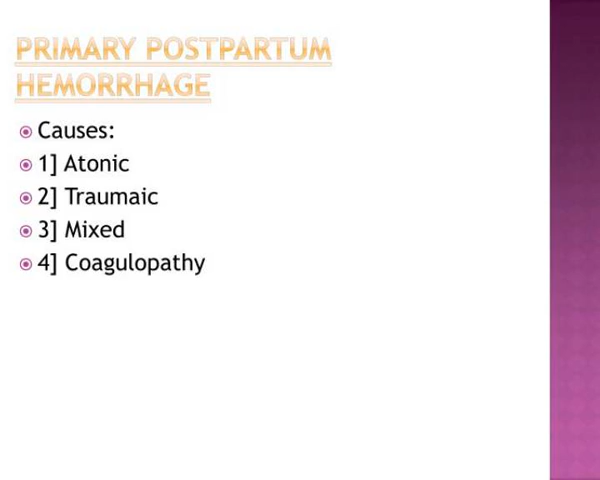 PRIMARY POSTPARTUM
HEMORRHAGE
Causes:
1] Atonic
2] Traumaic
3] Mixed
4] Coagulopathy